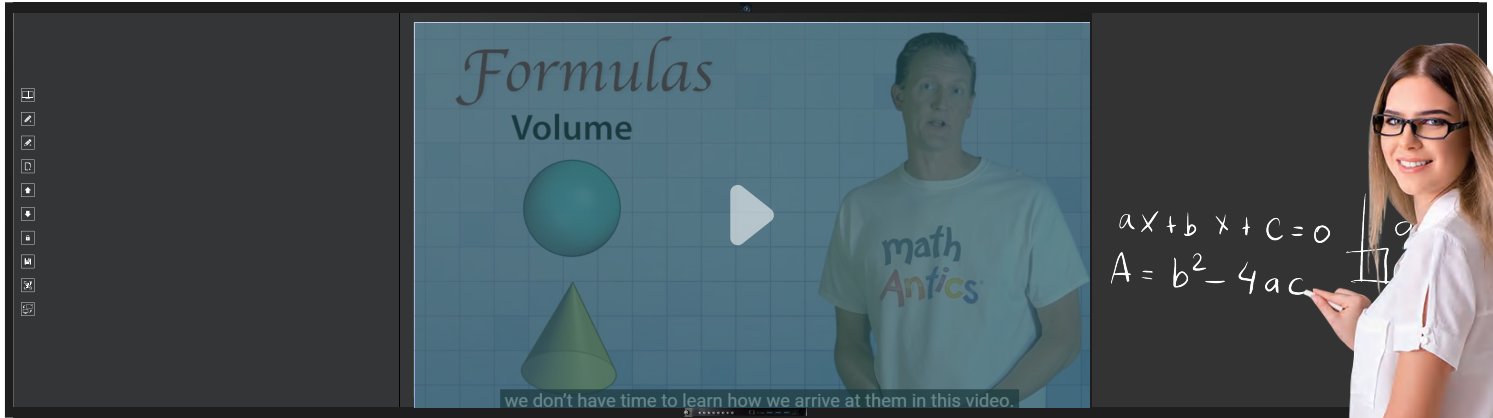 Formulas
Volume
math
Antics
we don't have time to learn how we arrive at them in this video.
ax+b x+c=0
A = b²-4ac